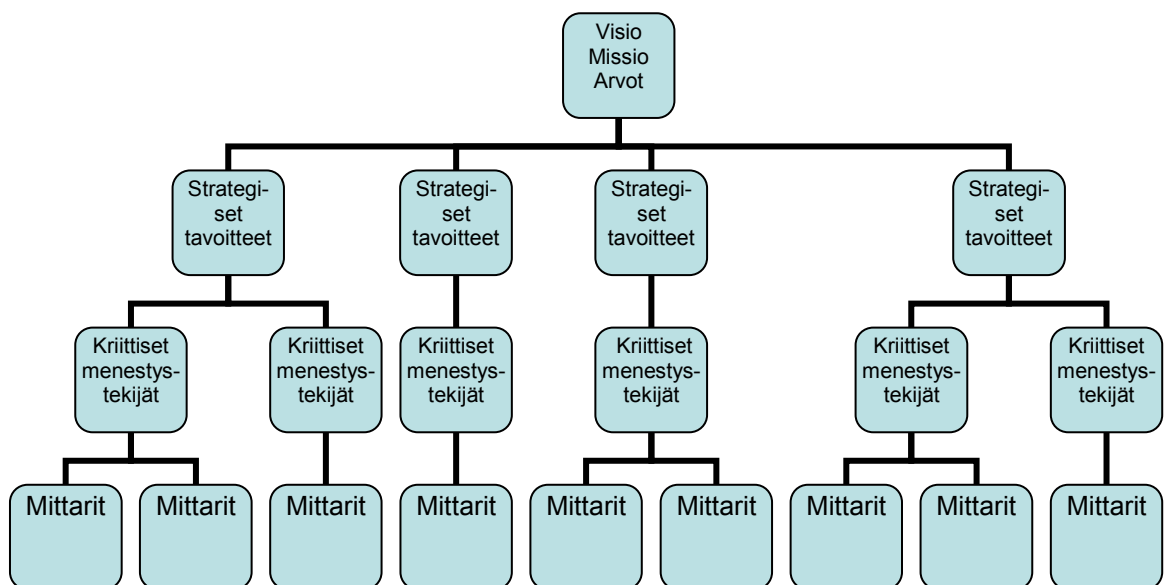 Visio
Missio
Arvot
Strategi-
set
tavoitteet
Strategi-
set
tavoitteet
Strategi-
set
tavoitteet
Strategi-
set
tavoitteet
Kriittiset
menestys-
tekijät
Kriittiset
menestys-
tekijät
Kriittiset
menestys-
tekijät
Kriittiset
menestys-
tekijät
Kriittiset
menestys-
tekijät
Kriittiset
menestys-
tekijät
Mittarit
Mittarit
Mittarit
Mittarit
Mittarit
Mittarit
Mittarit
Mittarit
Mittarit